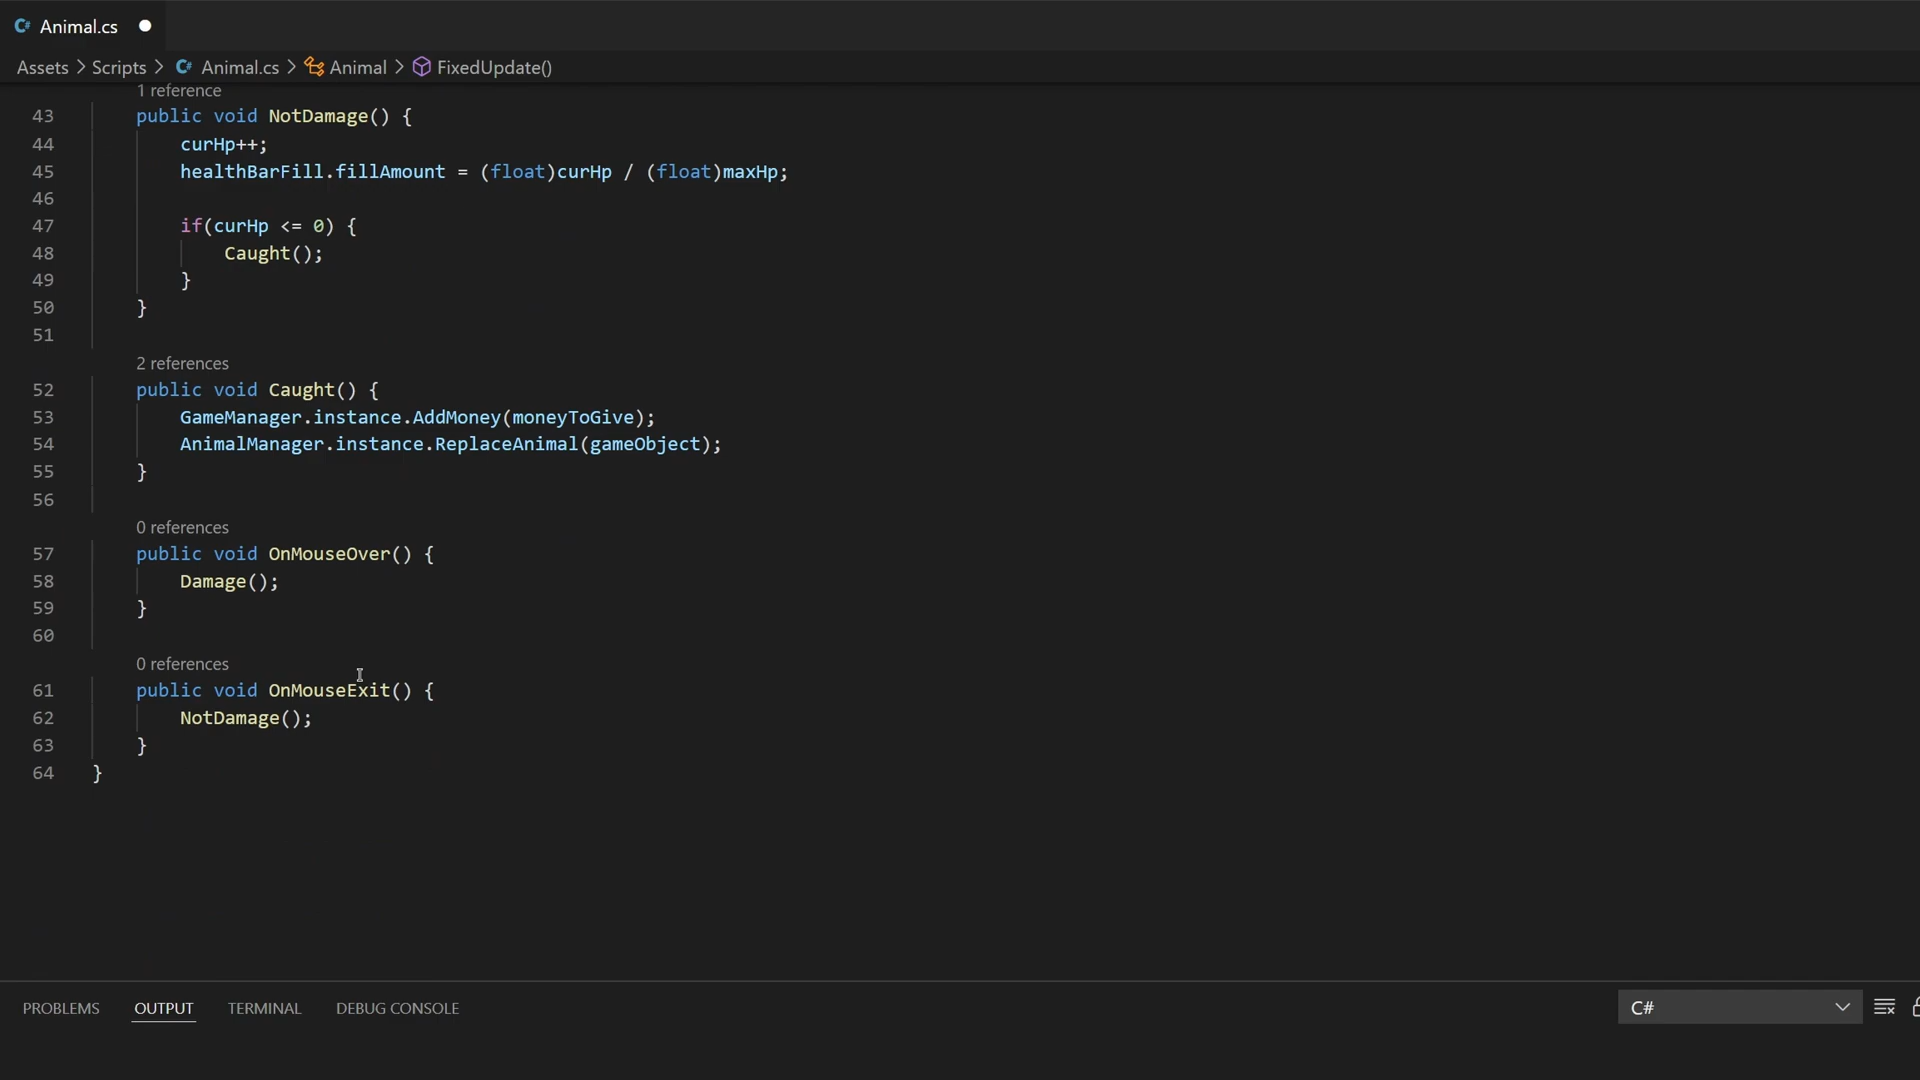 C# Animal.cs
Assets > Scripts > C# Animal.cs > Animal > FixedUpdate()
1 reference
43 public void NotDamage() {
44 curHp++;
45 healthBarFill.fillAmount = (float)curHp / (float)maxHp;
46
47 if(curHp <= 0) {
48 Caught();
49 }
50 }
51
2 references
52 public void Caught() {
53 GameManager.instance.AddMoney(moneyToGive);
54 AnimalManager.instance.ReplaceAnimal(gameObject);
55 }
56
0 references
57 public void OnMouseOver() {
58 Damage();
59 }
60
0 references
61 public void OnMouseExit() {
62 NotDamage();
63 }
64 }
PROBLEMS OUTPUT TERMINAL DEBUG CONSOLE C#